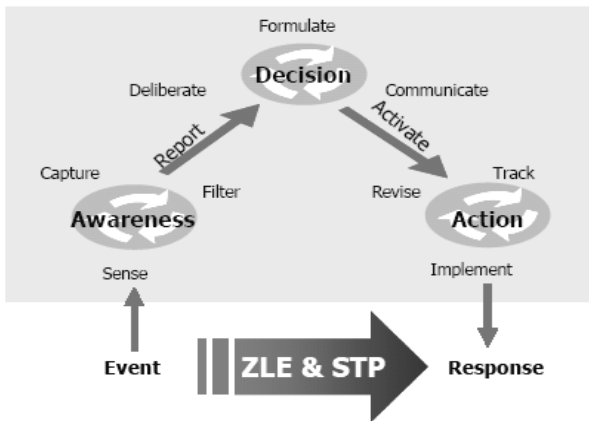 Formulate
Decision
Deliberate
Communicate
Report
Activate
Capture
Filter
Revise
Track
Awareness
Action
Sense
Implement
Event
ZLE & STP
Response